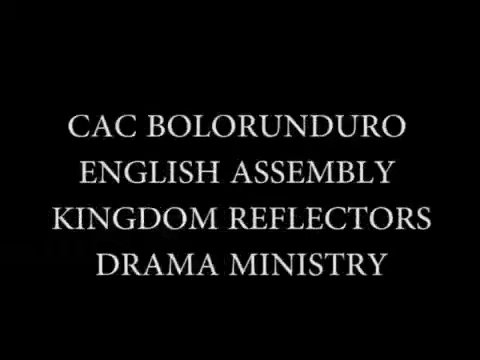 CAC BOLORUNDURO
ENGLISH ASSEMBLY
KINGDOM REFLECTORS
DRAMA MINISTRY